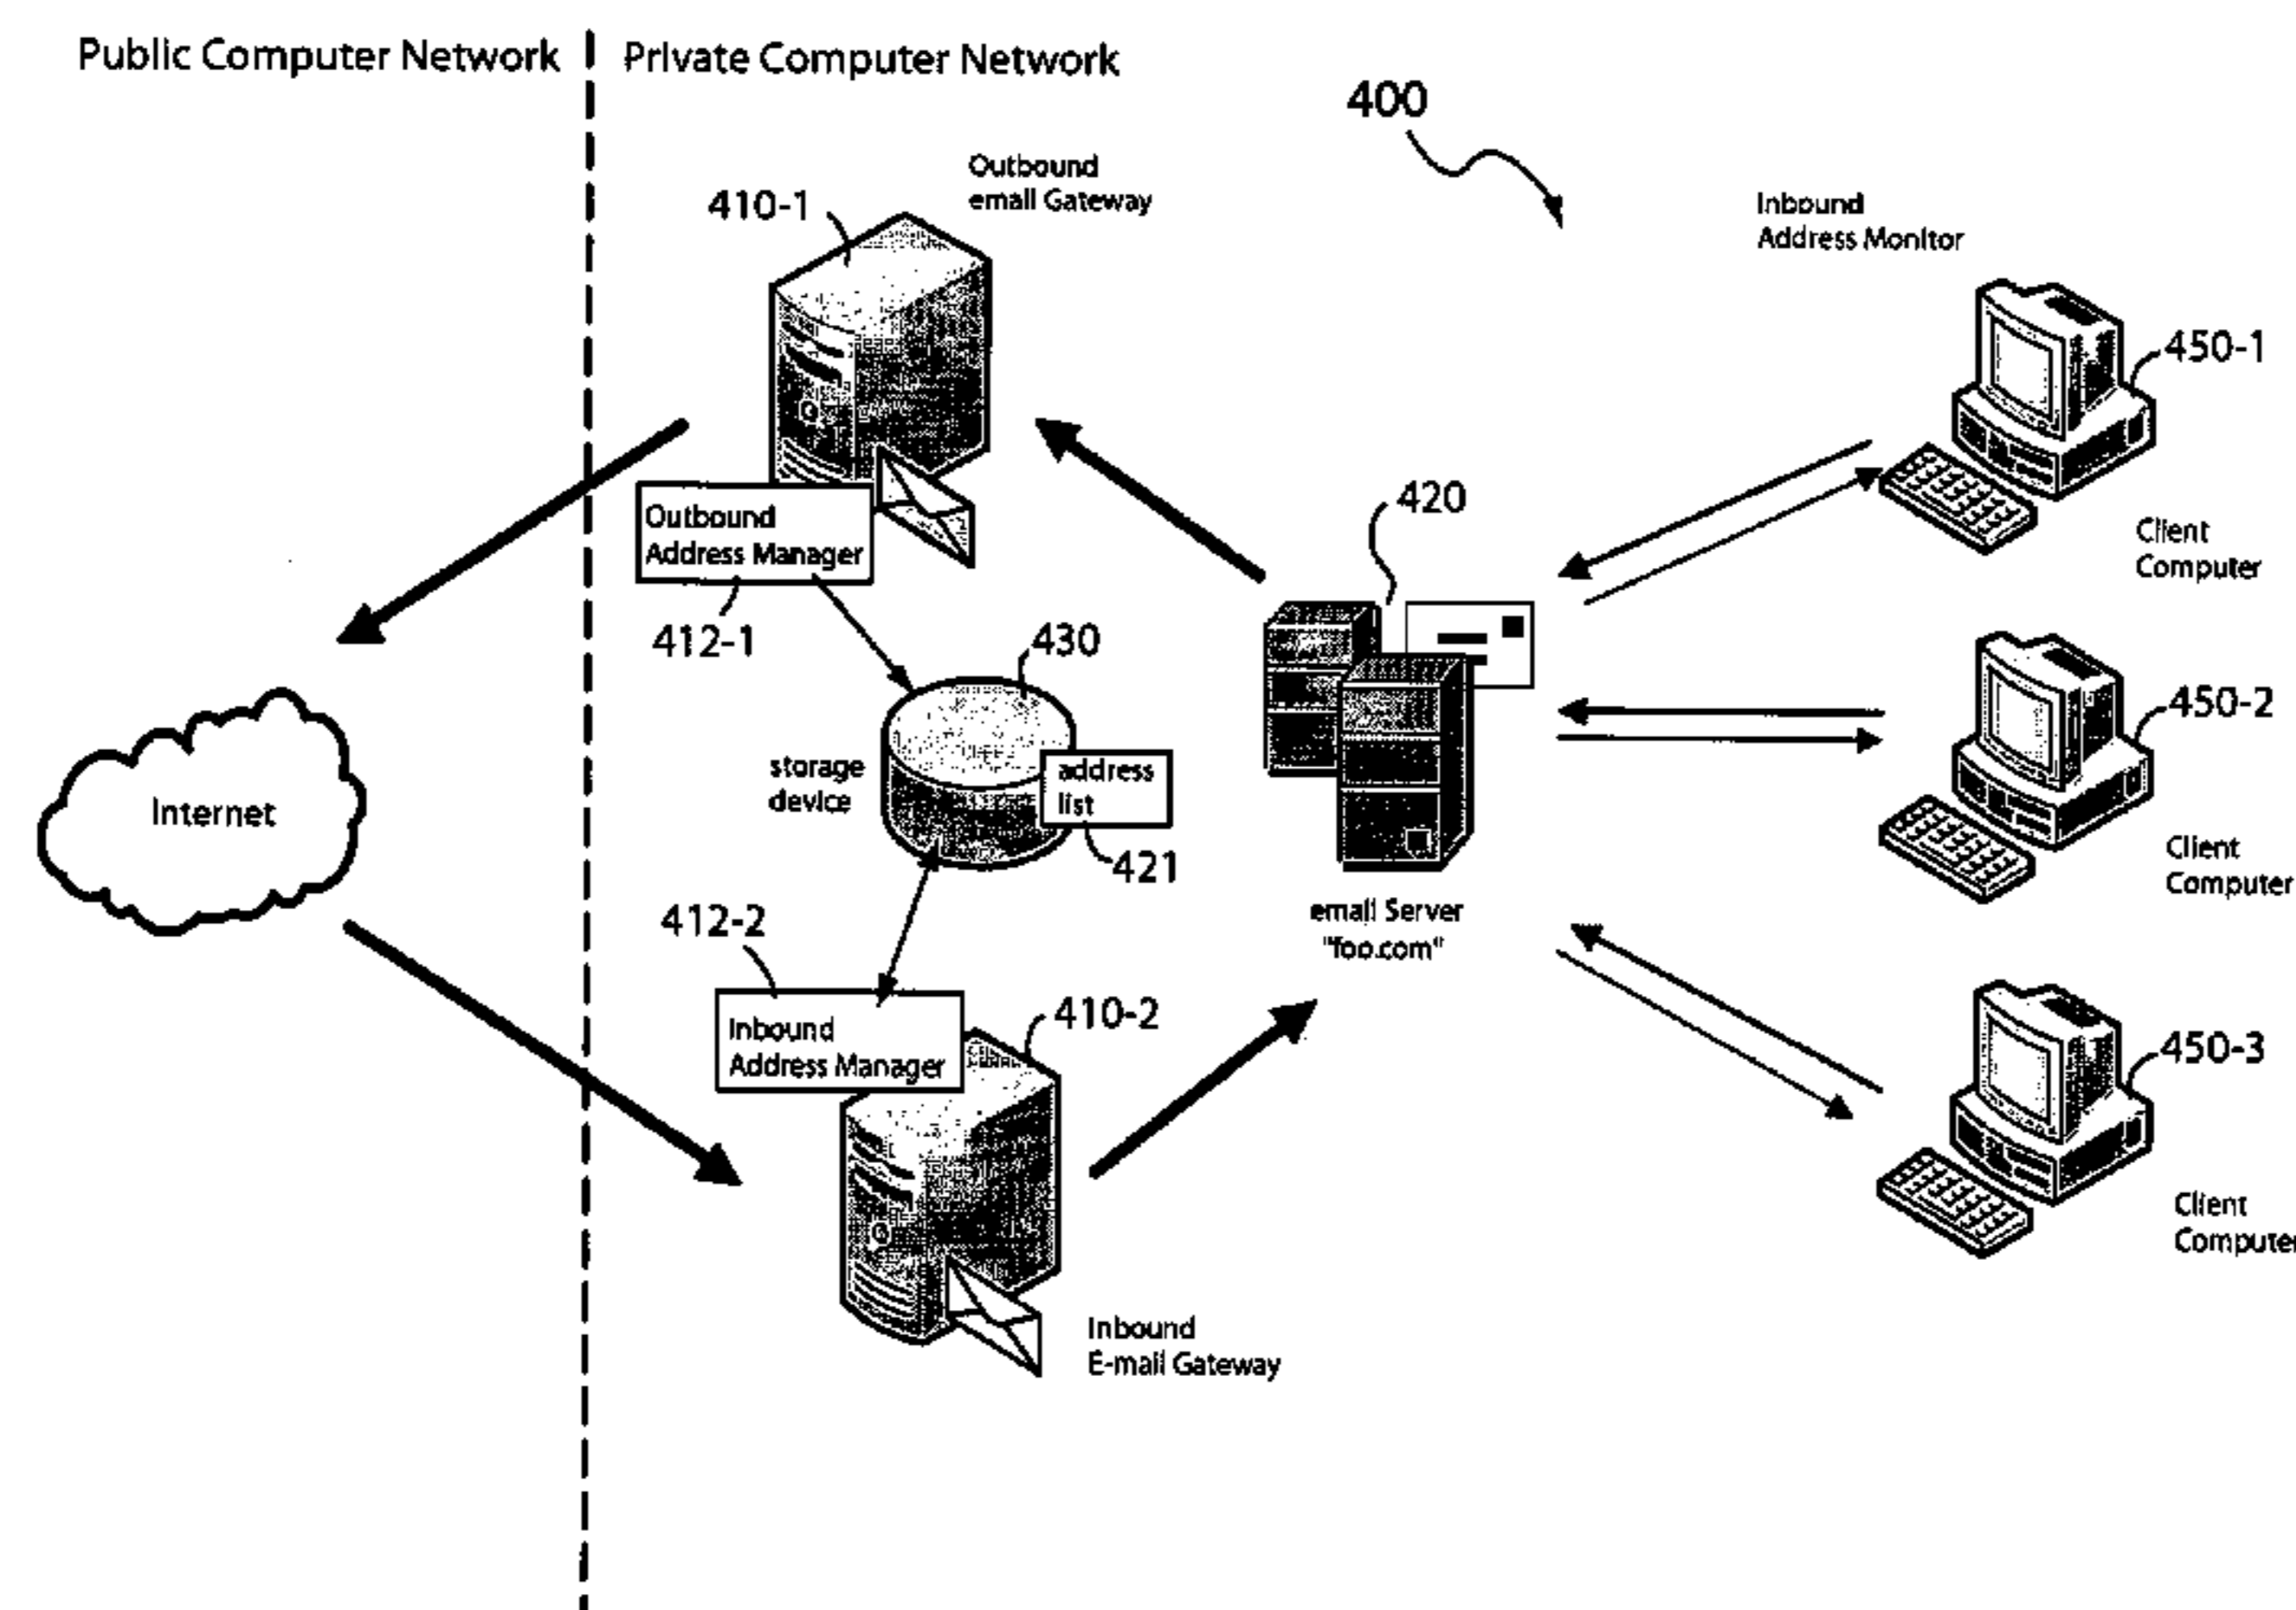 Public Computer Network
Private Computer Network
400
Outbound
email Gateway
410-1
Inbound
Address Monitor
450-1
Outbound
Address Manager
412-1
420
Client
Computer
430
450-2
storage
device
address
list
421
Internet
Client
Computer
email Server
"foo.com"
412-2
Inbound
Address Manager
410-2
450-3
Client
Computer
Inbound
E-mail Gateway